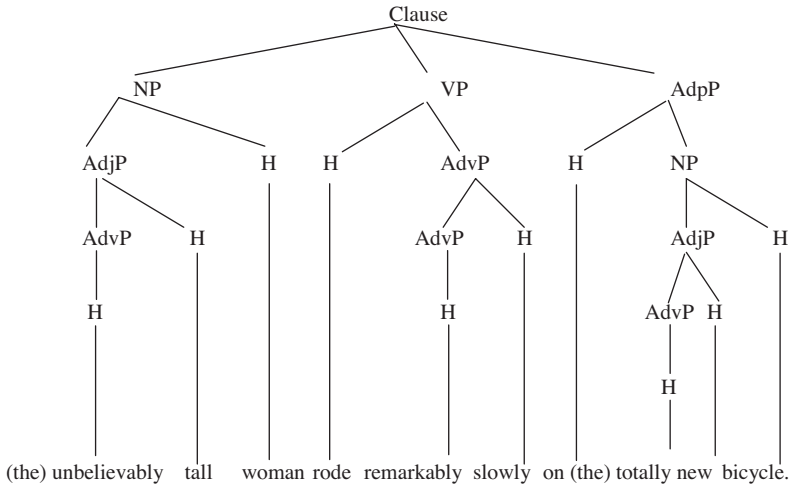 Clause
NP VP AdpP
AdjP H H AdvP H NP
AdvP H AdvP H AdjP H
H H AdvP H
H
(the) unbelievably tall woman rode remarkably slowly on (the) totally new bicycle.